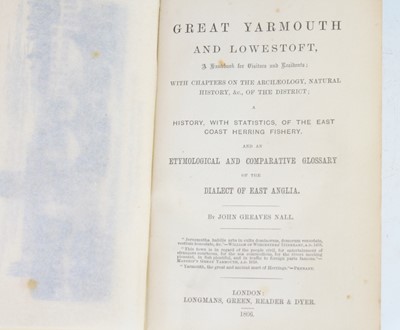 GREAT YARMOUTH
AND LOWESTOFT,
A Handbook for Visitors and Residents:
WITH CHAPTERS ON THE ARCHÆOLOGY, NATURAL
HISTORY, &c., OF THE DISTRICT;
A
HISTORY, WITH STATISTICS, OF THE EAST
COAST HERRING FISHERY,
AND AN
ETYMOLOGICAL AND COMPARATIVE GLOSSARY
OF THE
DIALECT OF EAST ANGLIA.
BY JOHN GREAVES NALL.
LONDON:
LONGMANS, GREEN, READER & DYER.